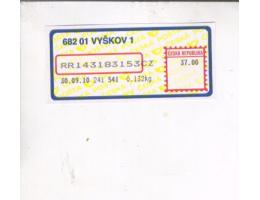 682 01 VYŠKOV 1
RR143183153CZ
ČESKÁ REPUBLIKA
37.00
30.09.10 241 541 0.132kg